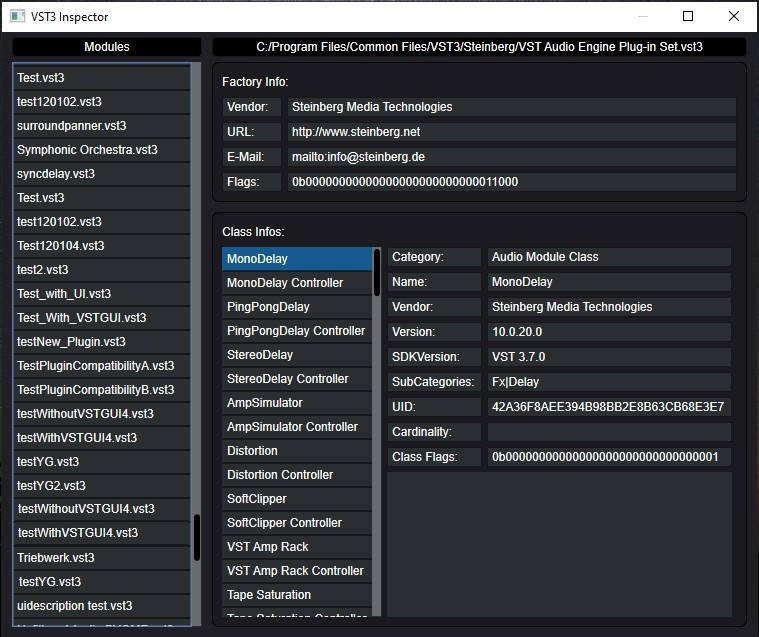 VST3 Inspector
Modules
C:/Program Files/Common Files/VST3/Steinberg/VST Audio Engine Plug-in Set.vst3
Test.vst3
test120102.vst3
surroundpanner.vst3
Symphonic Orchestra.vst3
syncdelay.vst3
Test.vst3
test120102.vst3
Test120104.vst3
test2.vst3
Test_with_UI.vst3
Test_With_VSTGUI.vst3
testNew_Plugin.vst3
TestPluginCompatibilityA.vst3
TestPluginCompatibilityB.vst3
testWithoutVSTGUI4.vst3
testWithVSTGUI4.vst3
testYG.vst3
testYG2.vst3
testWithoutVSTGUI4.vst3
testWithVSTGUI4.vst3
Triebwerk.vst3
testYG.vst3
uidescription test.vst3
Factory Info:
Vendor: Steinberg Media Technologies
URL: http://www.steinberg.net
E-Mail: mailto:info@steinberg.de
Flags: 0b00000000000000000000000000011000
Class Infos:
MonoDelay
MonoDelay Controller
PingPongDelay
PingPongDelay Controller
StereoDelay
StereoDelay Controller
AmpSimulator
AmpSimulator Controller
Distortion
Distortion Controller
SoftClipper
SoftClipper Controller
VST Amp Rack
VST Amp Rack Controller
Tape Saturation
Tape Saturation Controller
Category: Audio Module Class
Name: MonoDelay
Vendor: Steinberg Media Technologies
Version: 10.0.20.0
SDKVersion: VST 3.7.0
SubCategories: Fx|Delay
UID: 42A36F8AEE394B98BB2E8B63CB68E3E7
Cardinality:
Class Flags: 0b00000000000000000000000000000001